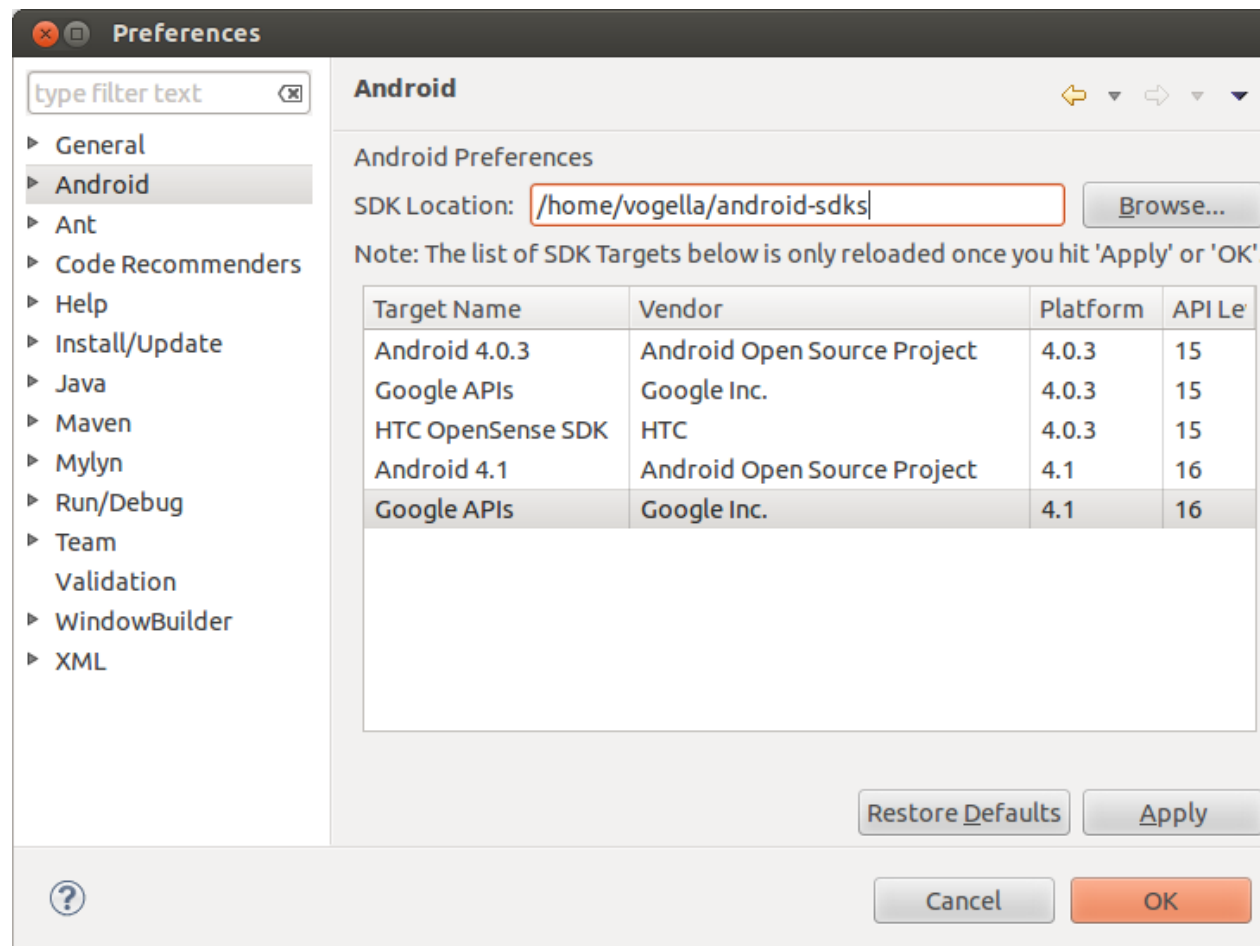 Preferences
type filter text
General
Android
Ant
Code Recommenders
Help
Install/Update
Java
Maven
Mylyn
Run/Debug
Team
Validation
WindowBuilder
XML
Android
Android Preferences
SDK Location: /home/vogella/android-sdks Browse...
Note: The list of SDK Targets below is only reloaded once you hit 'Apply' or 'OK'
Target Name Vendor Platform API Le
Android 4.0.3 Android Open Source Project 4.0.3 15
Google APIs Google Inc. 4.0.3 15
HTC OpenSense SDK HTC 4.0.3 15
Android 4.1 Android Open Source Project 4.1 16
Google APIs Google Inc. 4.1 16
Restore Defaults Apply
? Cancel OK